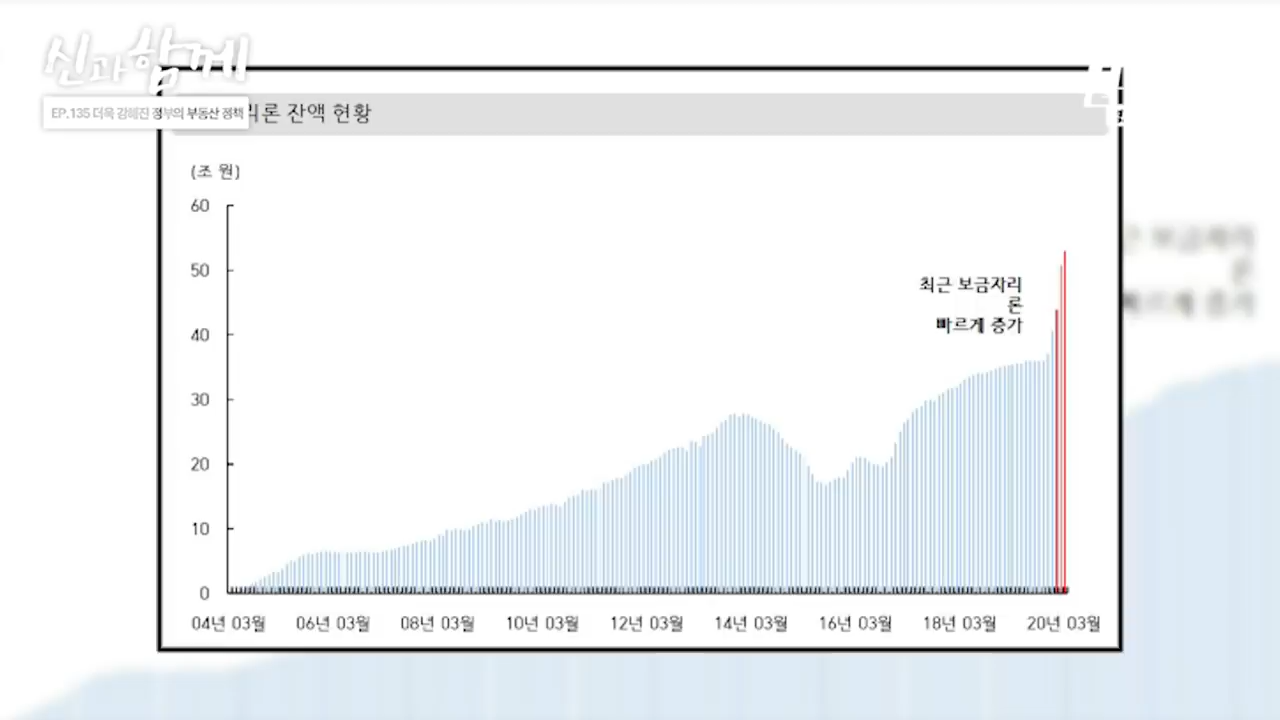 신과함께
EP.135 더욱 강해진 정부의 부동산 정책
리론 잔액 현황
(조 원)
60
50
40
30
20
10
0
최근 보금자리
론
빠르게 증가
04년 03월 06년 03월 08년 03월 10년 03월 12년 03월 14년 03월 16년 03월 18년 03월 20년 03월